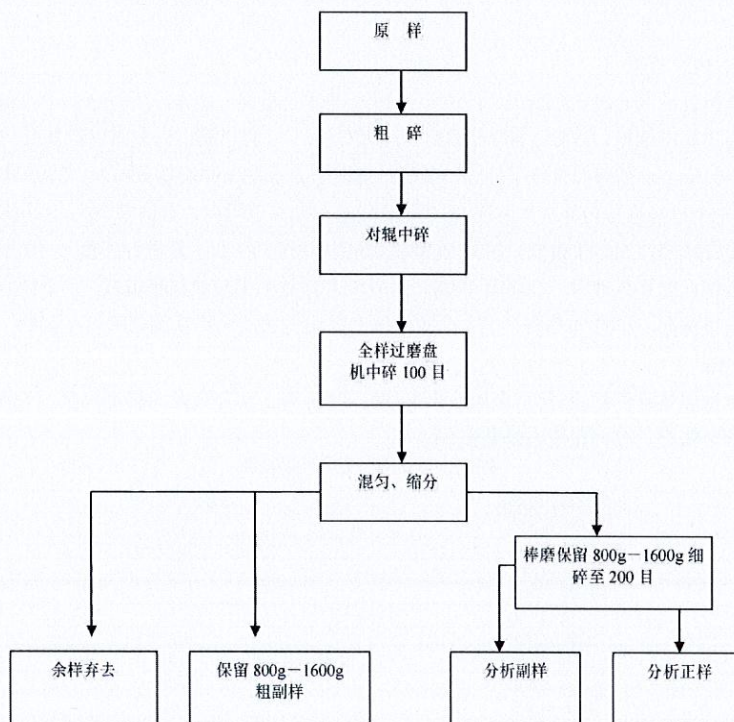 原 样
粗 碎
对辊中碎
全样过磨盘
机中碎 100 目
混匀、缩分
棒磨保留 800g－1600g 细
碎至 200 目
余样弃去
保留 800g－1600g
粗副样
分析副样
分析正样